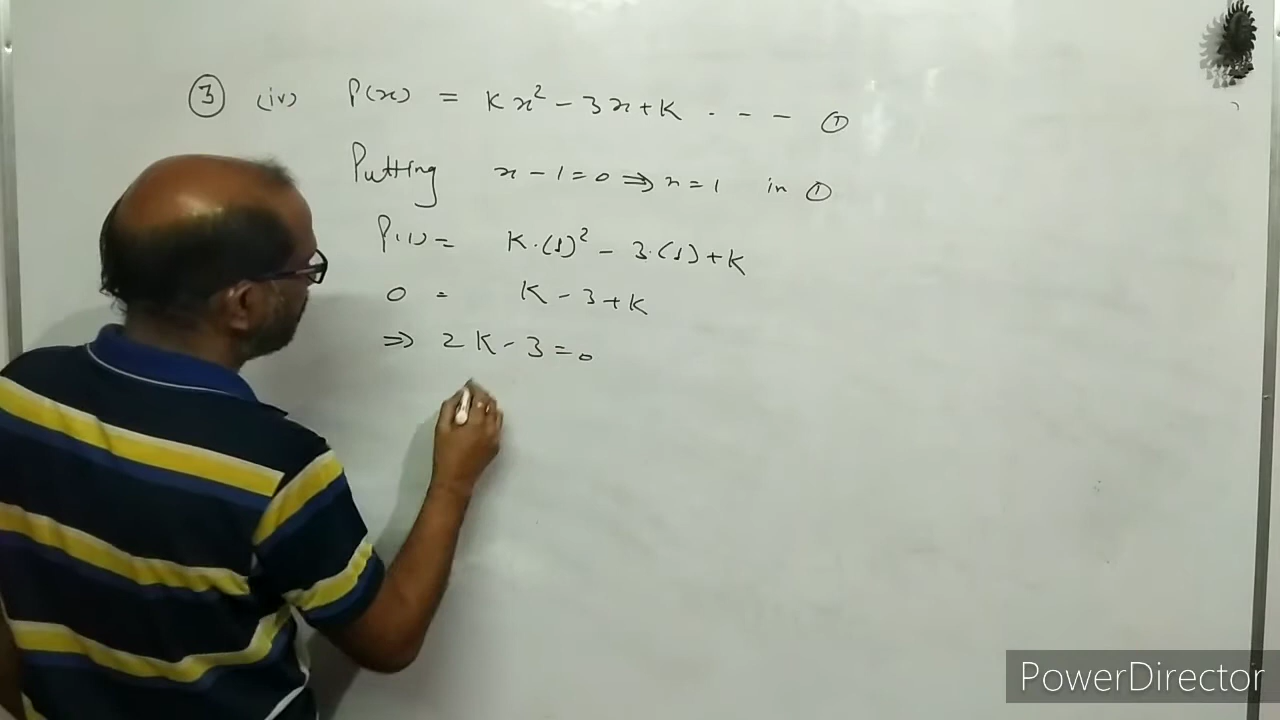 ③ (iv) P(x) = Kx² - 3x + K - - - ①
Putting x - 1 = 0 ⇒ x = 1 in ①
P(1) = K·(1)² - 3·(1) + K
0 = K - 3 + K
⇒ 2K - 3 = 0
PowerDirector